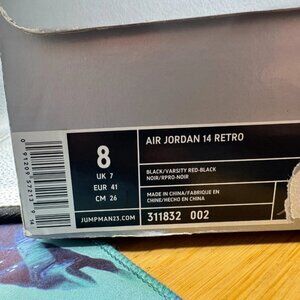 AIR JORDAN 14 RETRO
8
UK 7
EUR 41
CM 26
BLACK/VARSITY RED-BLACK
NOIR/RPRO-NOIR
MADE IN CHINA/FABRIQUE EN
CHINE/HECHO EN CHINA
JUMPMAN23.COM
311832 002